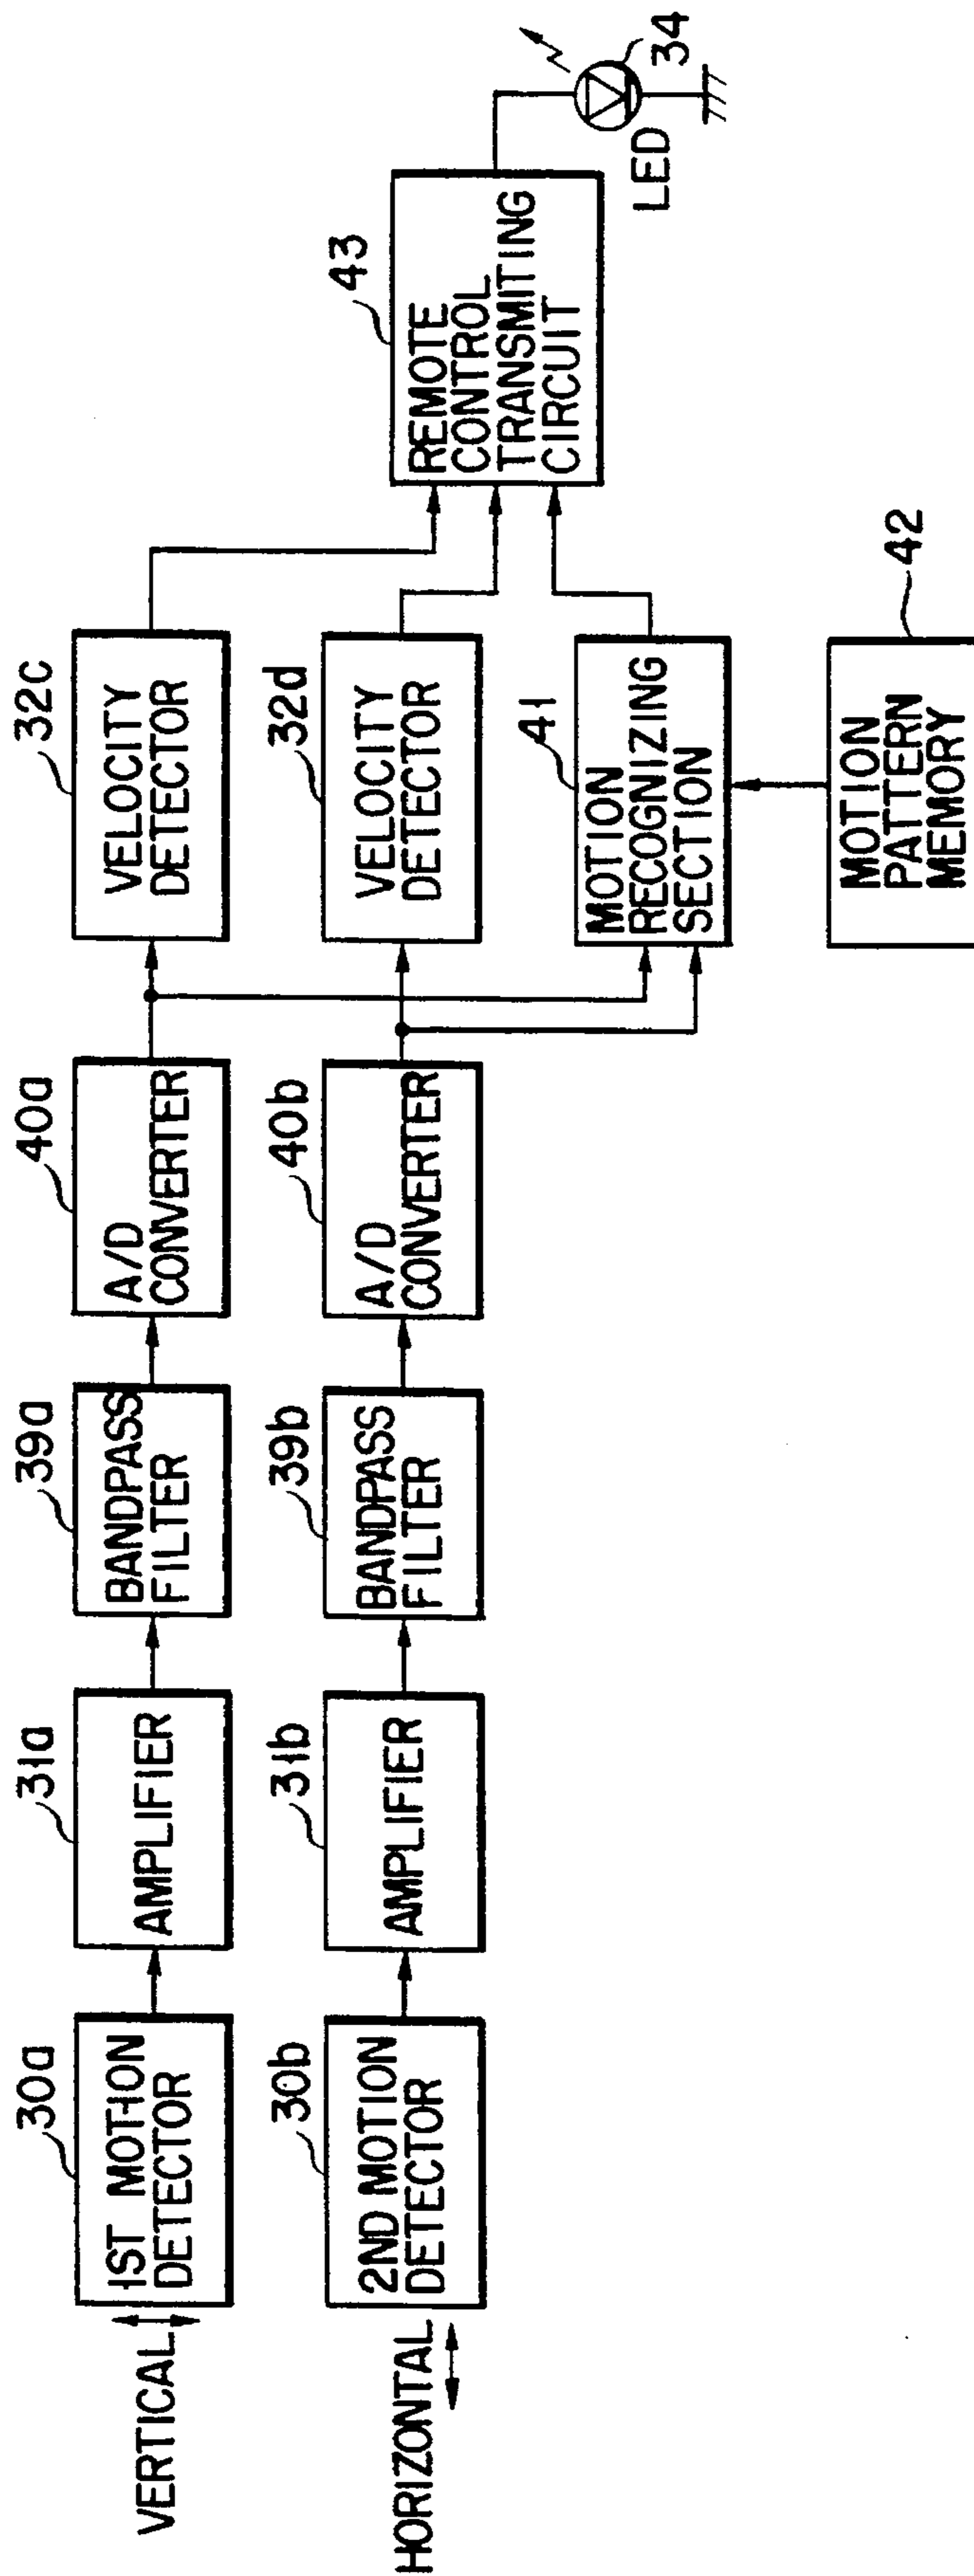 VERTICAL
30a
1ST MOTION
DETECTOR
31a
AMPLIFIER
39a
BANDPASS
FILTER
40a
A/D
CONVERTER
32c
VELOCITY
DETECTOR
HORIZONTAL
30b
2ND MOTION
DETECTOR
31b
AMPLIFIER
39b
BANDPASS
FILTER
40b
A/D
CONVERTER
32d
VELOCITY
DETECTOR
41
MOTION
RECOGNIZING
SECTION
42
MOTION
PATTERN
MEMORY
43
REMOTE
CONTROL
TRANSMITING
CIRCUIT
LED
34